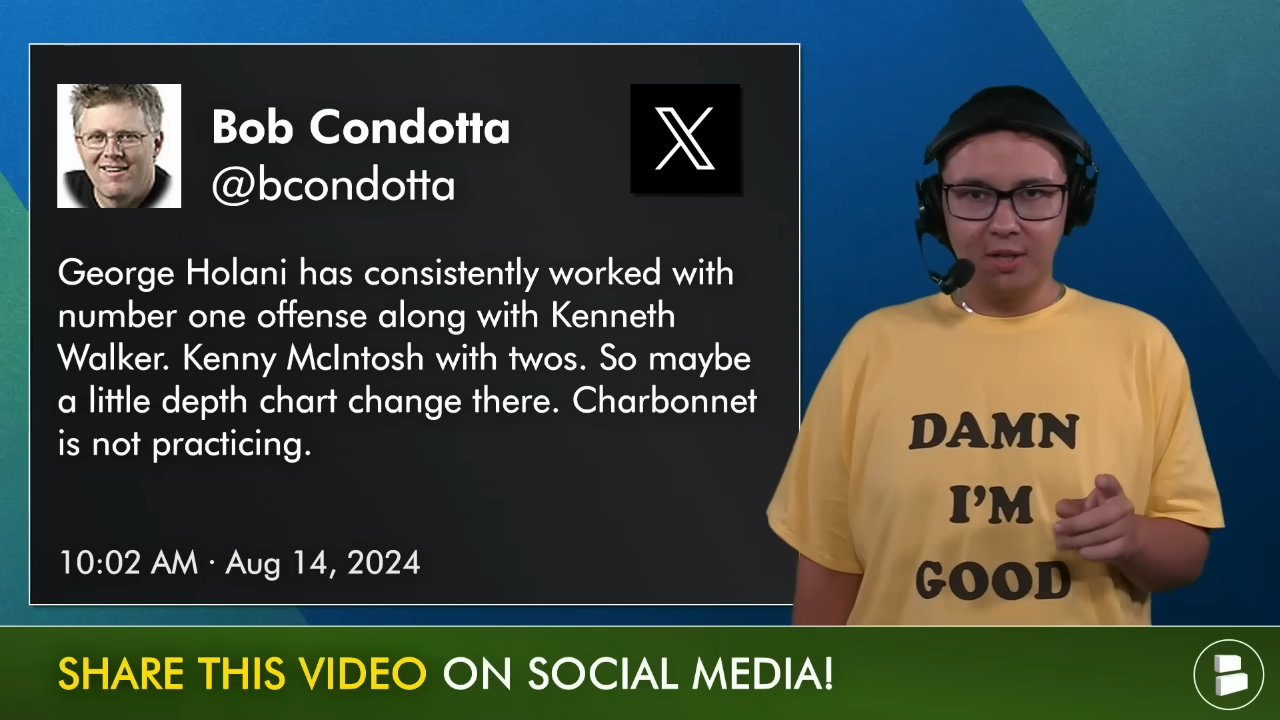 Bob Condotta
@bcondotta
George Holani has consistently worked with
number one offense along with Kenneth
Walker. Kenny McIntosh with twos. So maybe
a little depth chart change there. Charbonnet
is not practicing.
10:02 AM · Aug 14, 2024
DAMN
I'M
GOOD
SHARE THIS VIDEO ON SOCIAL MEDIA!